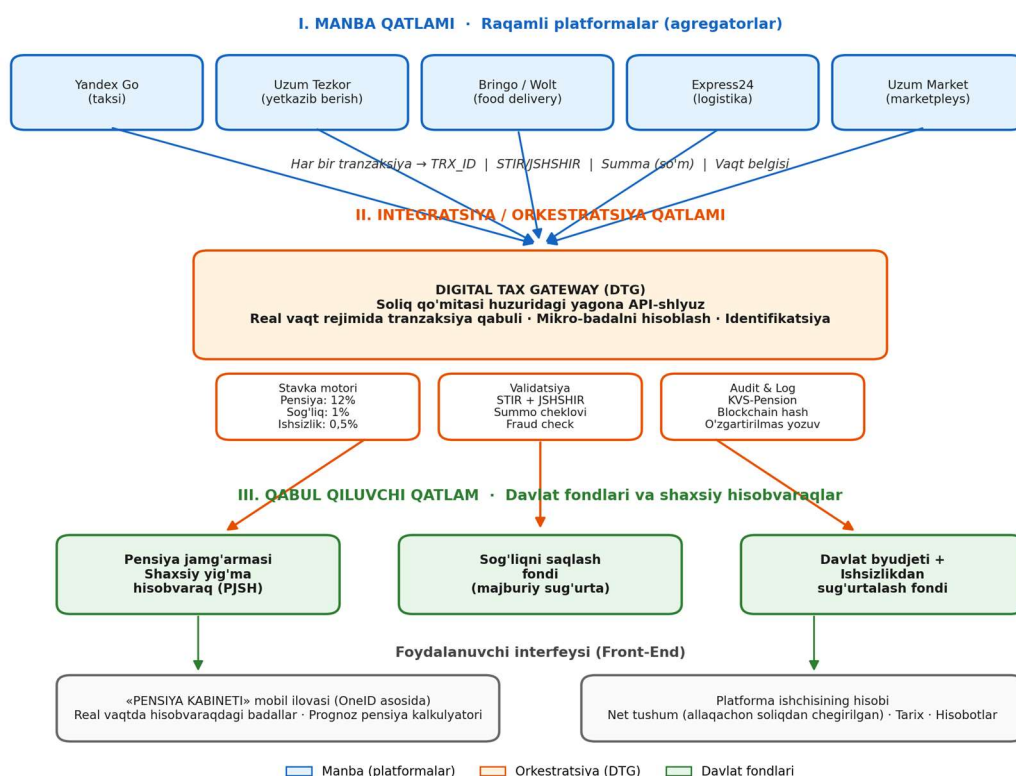 I. MANBA QATLAMI · Raqamli platformalar (agregatorlar)
Yandex Go
(taksi)
Uzum Tezkor
(yetkazib berish)
Bringo / Wolt
(food delivery)
Express24
(logistika)
Uzum Market
(marketpleys)
Har bir tranzaksiya → TRX_ID | STIR/JSHSHIR | Summa (so'm) | Vaqt belgisi
II. INTEGRATSIYA / ORKESTRATSIYA QATLAMI
DIGITAL TAX GATEWAY (DTG)
Soliq qo'mitasi huzuridagi yagona API-shlyuz
Real vaqt rejimida tranzaksiya qabuli · Mikro-badalni hisoblash · Identifikatsiya
Stavka motori
Pensiya: 12%
Sog'liq: 1%
Ishsizlik: 0,5%
Validatsiya
STIR + JSHSHIR
Summo cheklovi
Fraud check
Audit & Log
KVS-Pension
Blockchain hash
O'zgartirilmas yozuv
III. QABUL QILUVCHI QATLAM · Davlat fondlari va shaxsiy hisobvaraqlar
Pensiya jamg'armasi
Shaxsiy yig'ma
hisobvaraq (PJSH)
Sog'liqni saqlash
fondi
(majburiy sug'urta)
Davlat byudjeti +
Ishsizlikdan
sug'urtalash fondi
Foydalanuvchi interfeysi (Front-End)
«PENSIYA KABINETI» mobil ilovasi (OneID asosida)
Real vaqtda hisobvaraqdagi badallar · Prognoz pensiya kalkulyatori
Platforma ishchisining hisobi
Net tushum (allaqachon soliqdan chegirilgan) · Tarix · Hisobotlar
Manba (platformalar)
Orkestratsiya (DTG)
Davlat fondlari